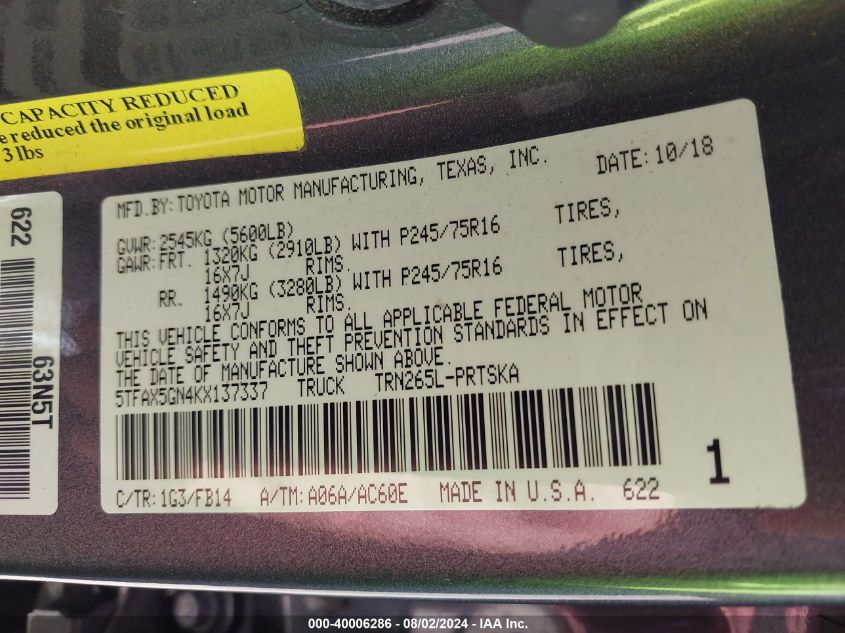 CAPACITY REDUCED
e reduced the original load
3 lbs
622
63N5T
MFD.BY:TOYOTA MOTOR MANUFACTURING, TEXAS, INC. DATE:10/18
GVWR:2545KG (5600LB)
GAWR:FRT. 1320KG (2910LB) WITH P245/75R16 TIRES,
16X7J RIMS.
RR. 1490KG (3280LB) WITH P245/75R16 TIRES,
16X7J RIMS.
THIS VEHICLE CONFORMS TO ALL APPLICABLE FEDERAL MOTOR
VEHICLE SAFETY AND THEFT PREVENTION STANDARDS IN EFFECT ON
THE DATE OF MANUFACTURE SHOWN ABOVE.
5TFAX5GN4KX137337 TRUCK TRN265L-PRTSKA
C/TR:1G3/FB14 A/TM:A06A/AC60E MADE IN U.S.A. 622
1
000-40006286 - 08/02/2024 - IAA Inc.